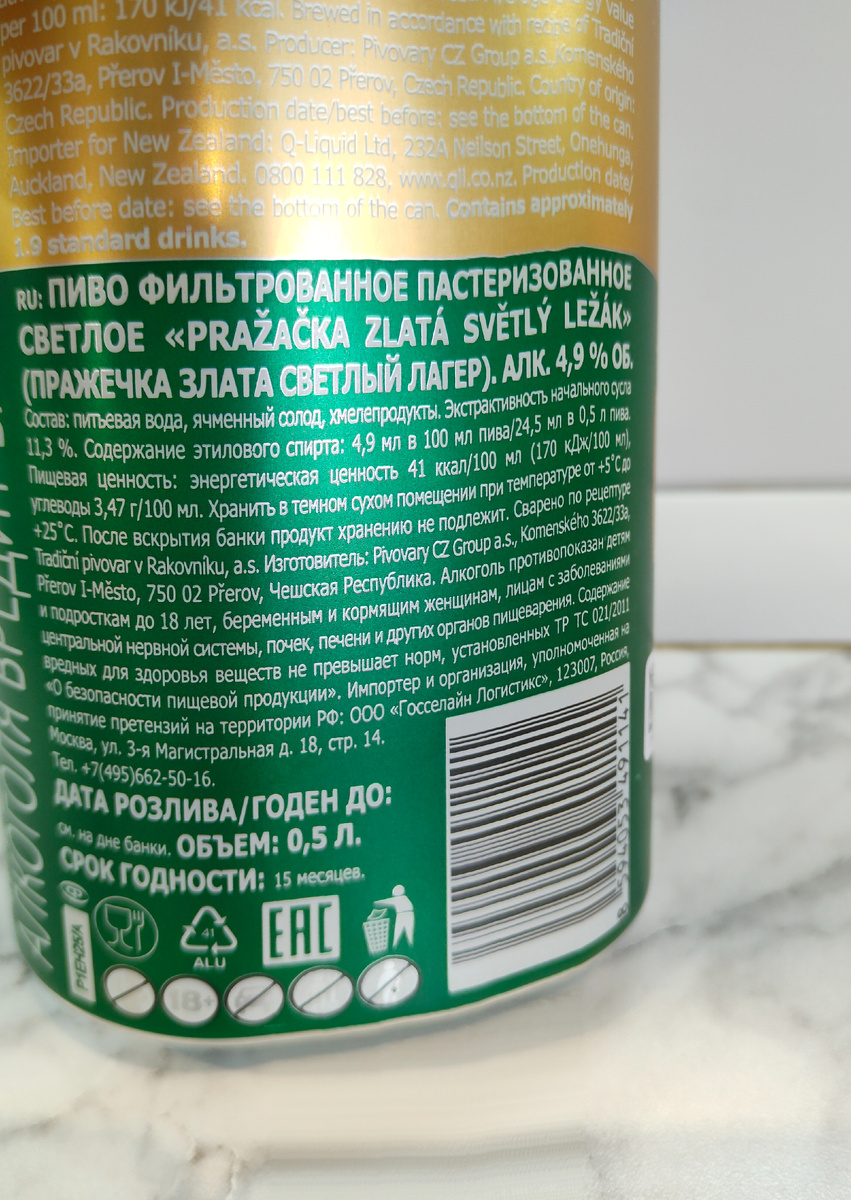 per 100 ml: 170 kJ/41 kcal. Brewed in accordance with recipe of Tradiční
pivovar v Rakovníku, a.s. Producer: Pivovary CZ Group a.s., Komenského
3622/33a, Přerov I-Město, 750 02 Přerov, Czech Republic. Country of origin:
Czech Republic. Production date/best before: see the bottom of the can.
Importer for New Zealand: Q-Liquid Ltd, 232A Neilson Street, Onehunga,
Auckland, New Zealand. 0800 111 828, www.qll.co.nz. Production date/
Best before date: see the bottom of the can. Contains approximately
1.9 standard drinks.
RU: ПИВО ФИЛЬТРОВАННОЕ ПАСТЕРИЗОВАННОЕ
СВЕТЛОЕ «PRAŽAČKA ZLATÁ SVĚTLÝ LEŽÁK»
(ПРАЖЕЧКА ЗЛАТА СВЕТЛЫЙ ЛАГЕР). АЛК. 4,9 % ОБ.
Состав: питьевая вода, ячменный солод, хмелепродукты. Экстрактивность начального сусла
11,3 %. Содержание этилового спирта: 4,9 мл в 100 мл пива/24,5 мл в 0,5 л пива.
Пищевая ценность: энергетическая ценность 41 ккал/100 мл (170 кДж/100 мл),
углеводы 3,47 г/100 мл. Хранить в темном сухом помещении при температуре от +5°C до
+25°C. После вскрытия банки продукт хранению не подлежит. Сварено по рецептуре
Tradiční pivovar v Rakovníku, a.s. Изготовитель: Pivovary CZ Group a.s., Komenského 3622/33a,
Přerov I-Město, 750 02 Přerov, Чешская Республика. Алкоголь противопоказан детям
и подросткам до 18 лет, беременным и кормящим женщинам, лицам с заболеваниями
центральной нервной системы, почек, печени и других органов пищеварения. Содержание
вредных для здоровья веществ не превышает норм, установленных ТР ТС 021/2011
«О безопасности пищевой продукции». Импортер и организация, уполномоченная на
принятие претензий на территории РФ: ООО «Госселайн Логистикс», 123007, Россия,
Москва, ул. 3-я Магистральная д. 18, стр. 14.
Тел. +7(495)662-50-16.
ДАТА РОЗЛИВА/ГОДЕН ДО:
см. на дне банки. ОБЪЕМ: 0,5 Л.
СРОК ГОДНОСТИ: 15 месяцев.
P1EH26/A
41
ALU
EAC
18+
8 594053 491141
АЛКОГОЛЯ ВРЕДИТ